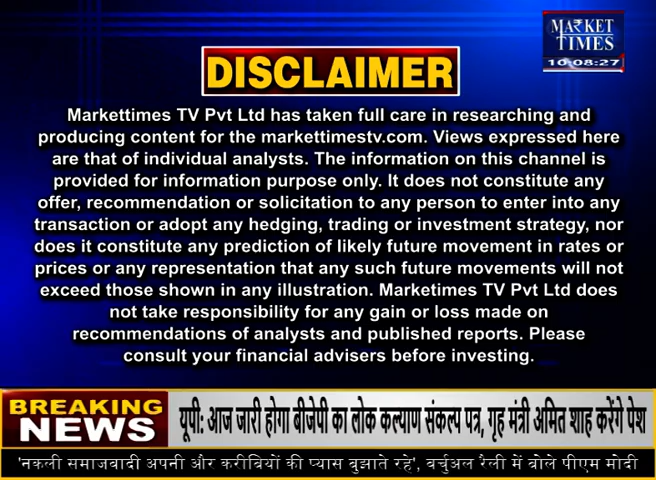 MARKET
TIMES
10:08:27
DISCLAIMER
Markettimes TV Pvt Ltd has taken full care in researching and
producing content for the markettimestv.com. Views expressed here
are that of individual analysts. The information on this channel is
provided for information purpose only. It does not constitute any
offer, recommendation or solicitation to any person to enter into any
transaction or adopt any hedging, trading or investment strategy, nor
does it constitute any prediction of likely future movement in rates or
prices or any representation that any such future movements will not
exceed those shown in any illustration. Marketimes TV Pvt Ltd does
not take responsibility for any gain or loss made on
recommendations of analysts and published reports. Please
consult your financial advisers before investing.
BREAKING
NEWS
यूपी: आज जारी होगा बीजेपी का लोक कल्याण संकल्प पत्र, गृह मंत्री अमित शाह करेंगे पेश
'नकली समाजवादी अपनी और करीबियों की प्यास बुझाते रहे', वर्चुअल रैली में बोले पीएम मोदी